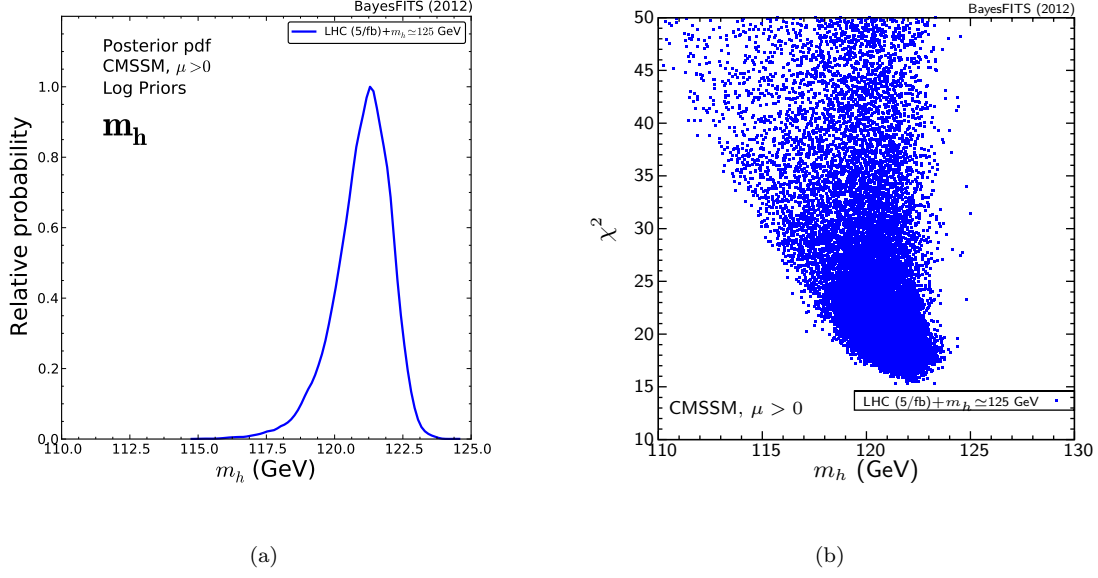 BayesFITS (2012)
LHC (5/fb)+m_h≃125 GeV
Posterior pdf
CMSSM, μ>0
Log Priors
m_h
Relative probability
1.0
0.8
0.6
0.4
0.2
0.0
110.0 112.5 115.0 117.5 120.0 122.5 125.0
m_h (GeV)
(a)
BayesFITS (2012)
χ²
50
45
40
35
30
25
20
15
10
LHC (5/fb)+m_h≃125 GeV
CMSSM, μ > 0
110 115 120 125 130
m_h (GeV)
(b)